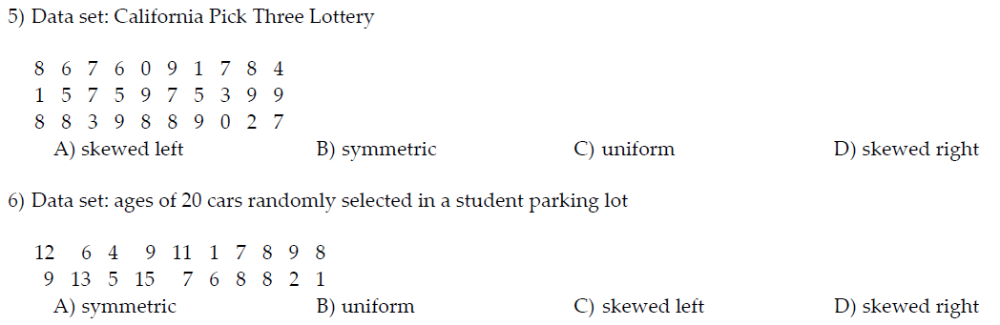 5) Data set: California Pick Three Lottery
8 6 7 6 0 9 1 7 8 4
1 5 7 5 9 7 5 3 9 9
8 8 3 9 8 8 9 0 2 7
A) skewed left B) symmetric C) uniform D) skewed right
6) Data set: ages of 20 cars randomly selected in a student parking lot
12 6 4 9 11 1 7 8 9 8
9 13 5 15 7 6 8 8 2 1
A) symmetric B) uniform C) skewed left D) skewed right